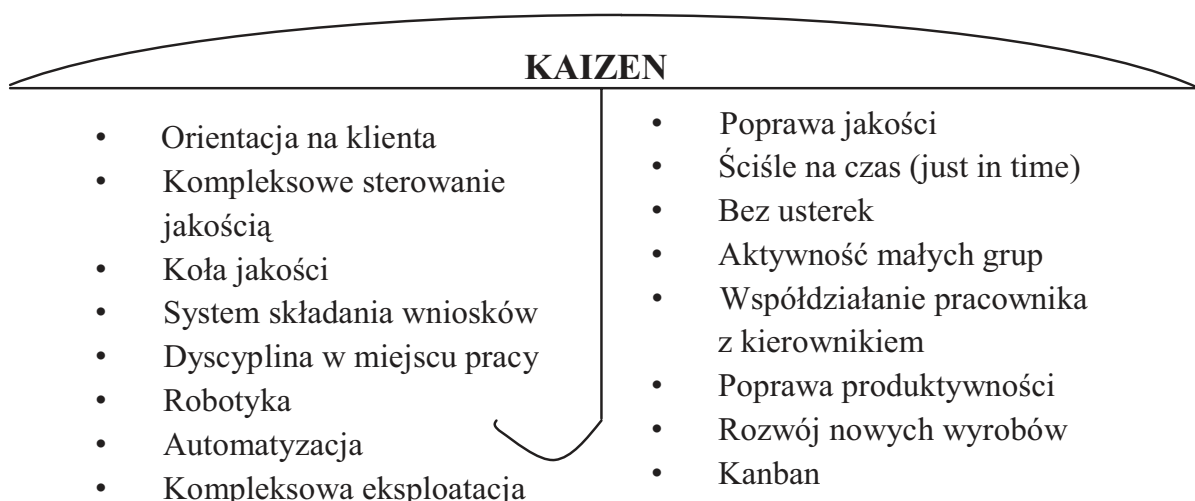 KAIZEN
• Orientacja na klienta
• Kompleksowe sterowanie
jakością
• Koła jakości
• System składania wniosków
• Dyscyplina w miejscu pracy
• Robotyka
• Automatyzacja
• Kompleksowa eksploatacja
• Poprawa jakości
• Ściśle na czas (just in time)
• Bez usterek
• Aktywność małych grup
• Współdziałanie pracownika
z kierownikiem
• Poprawa produktywności
• Rozwój nowych wyrobów
• Kanban